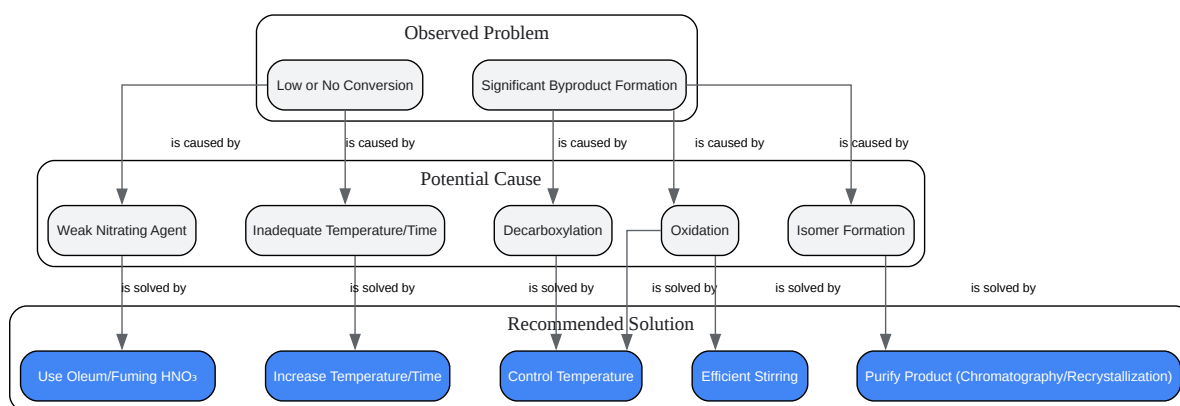 Observed Problem
Low or No Conversion
Significant Byproduct Formation
is caused by
is caused by
is caused by
is caused by
is caused by
Potential Cause
Weak Nitrating Agent
Inadequate Temperature/Time
Decarboxylation
Oxidation
Isomer Formation
is solved by
is solved by
is solved by
is solved by
is solved by
is solved by
Recommended Solution
Use Oleum/Fuming HNO₃
Increase Temperature/Time
Control Temperature
Efficient Stirring
Purify Product (Chromatography/Recrystallization)